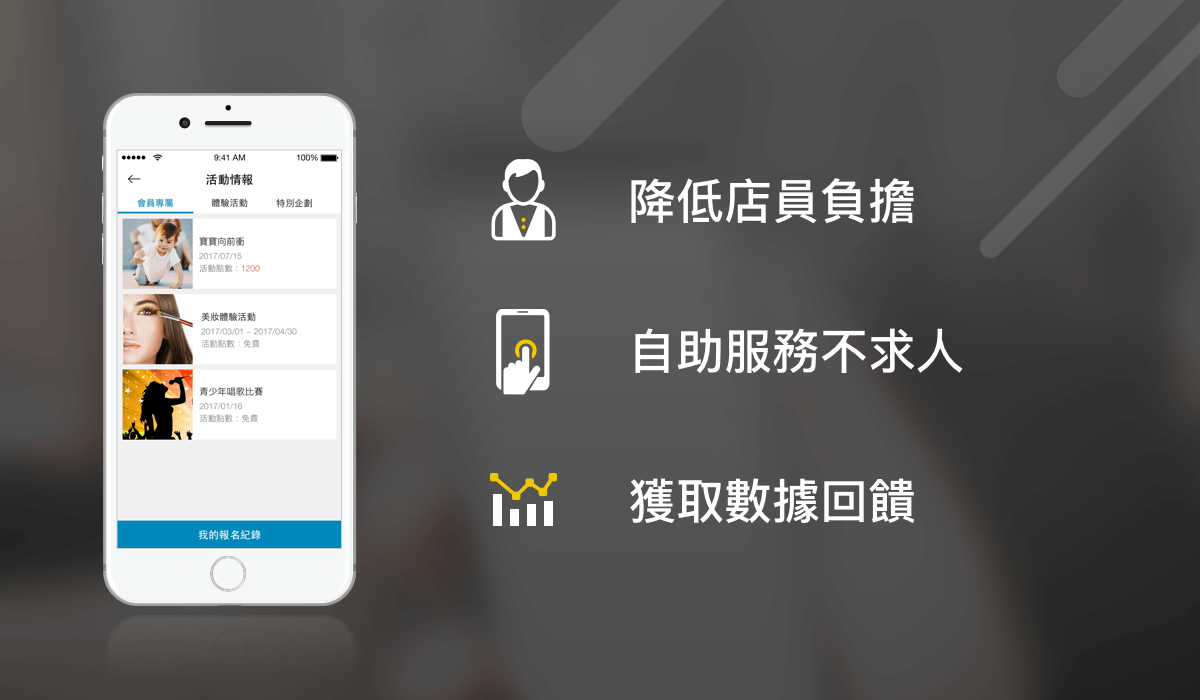 9:41 AM
100%
活動情報
會員專屬
體驗活動
特別企劃
寶寶向前衝
2017/07/15
活動點數：1200
美妝體驗活動
2017/03/01 ~ 2017/04/30
活動點數：免費
青少年唱歌比賽
2017/01/16
活動點數：免費
我的報名紀錄
降低店員負擔
自助服務不求人
獲取數據回饋